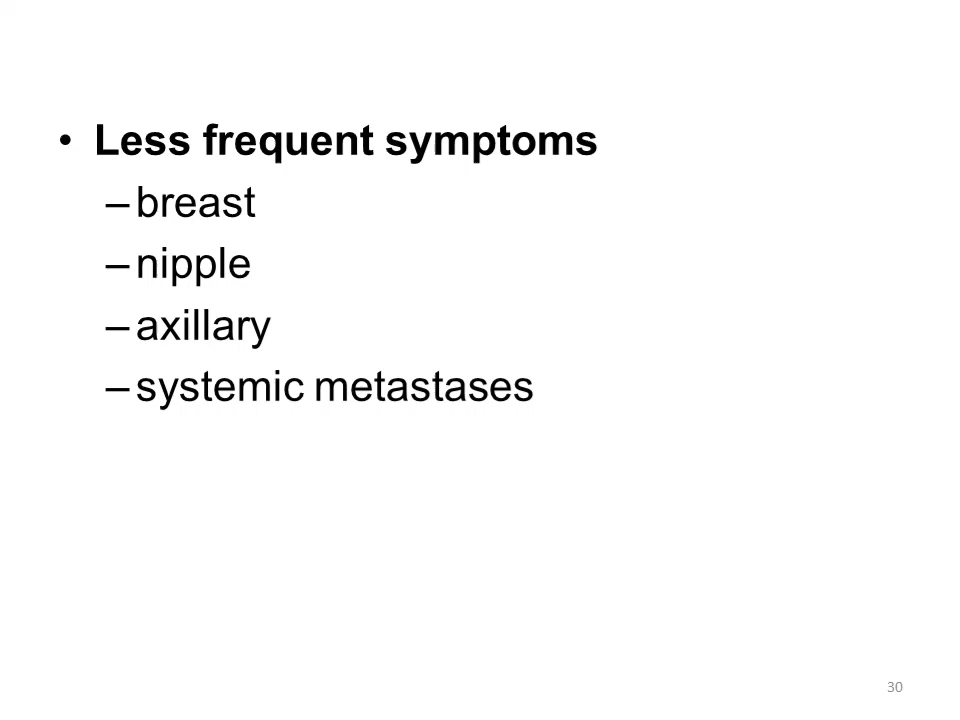 • Less frequent symptoms
– breast
– nipple
– axillary
– systemic metastases
30